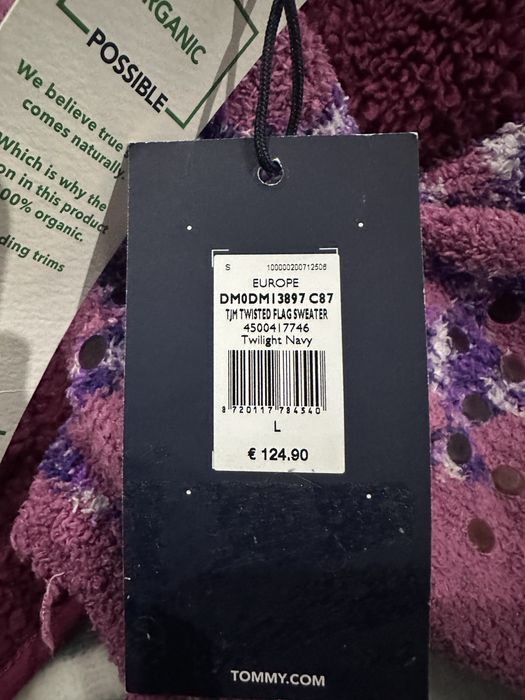 ORGANIC
POSSIBLE
We believe true
comes naturally.
Which is why the
on in this product
00% organic.
ding trims
S 100000200712506
EUROPE
DM0DM13897 C87
TJM TWISTED FLAG SWEATER
4500417746
Twilight Navy
8 720117 784540
L
€ 124.90
TOMMY.COM